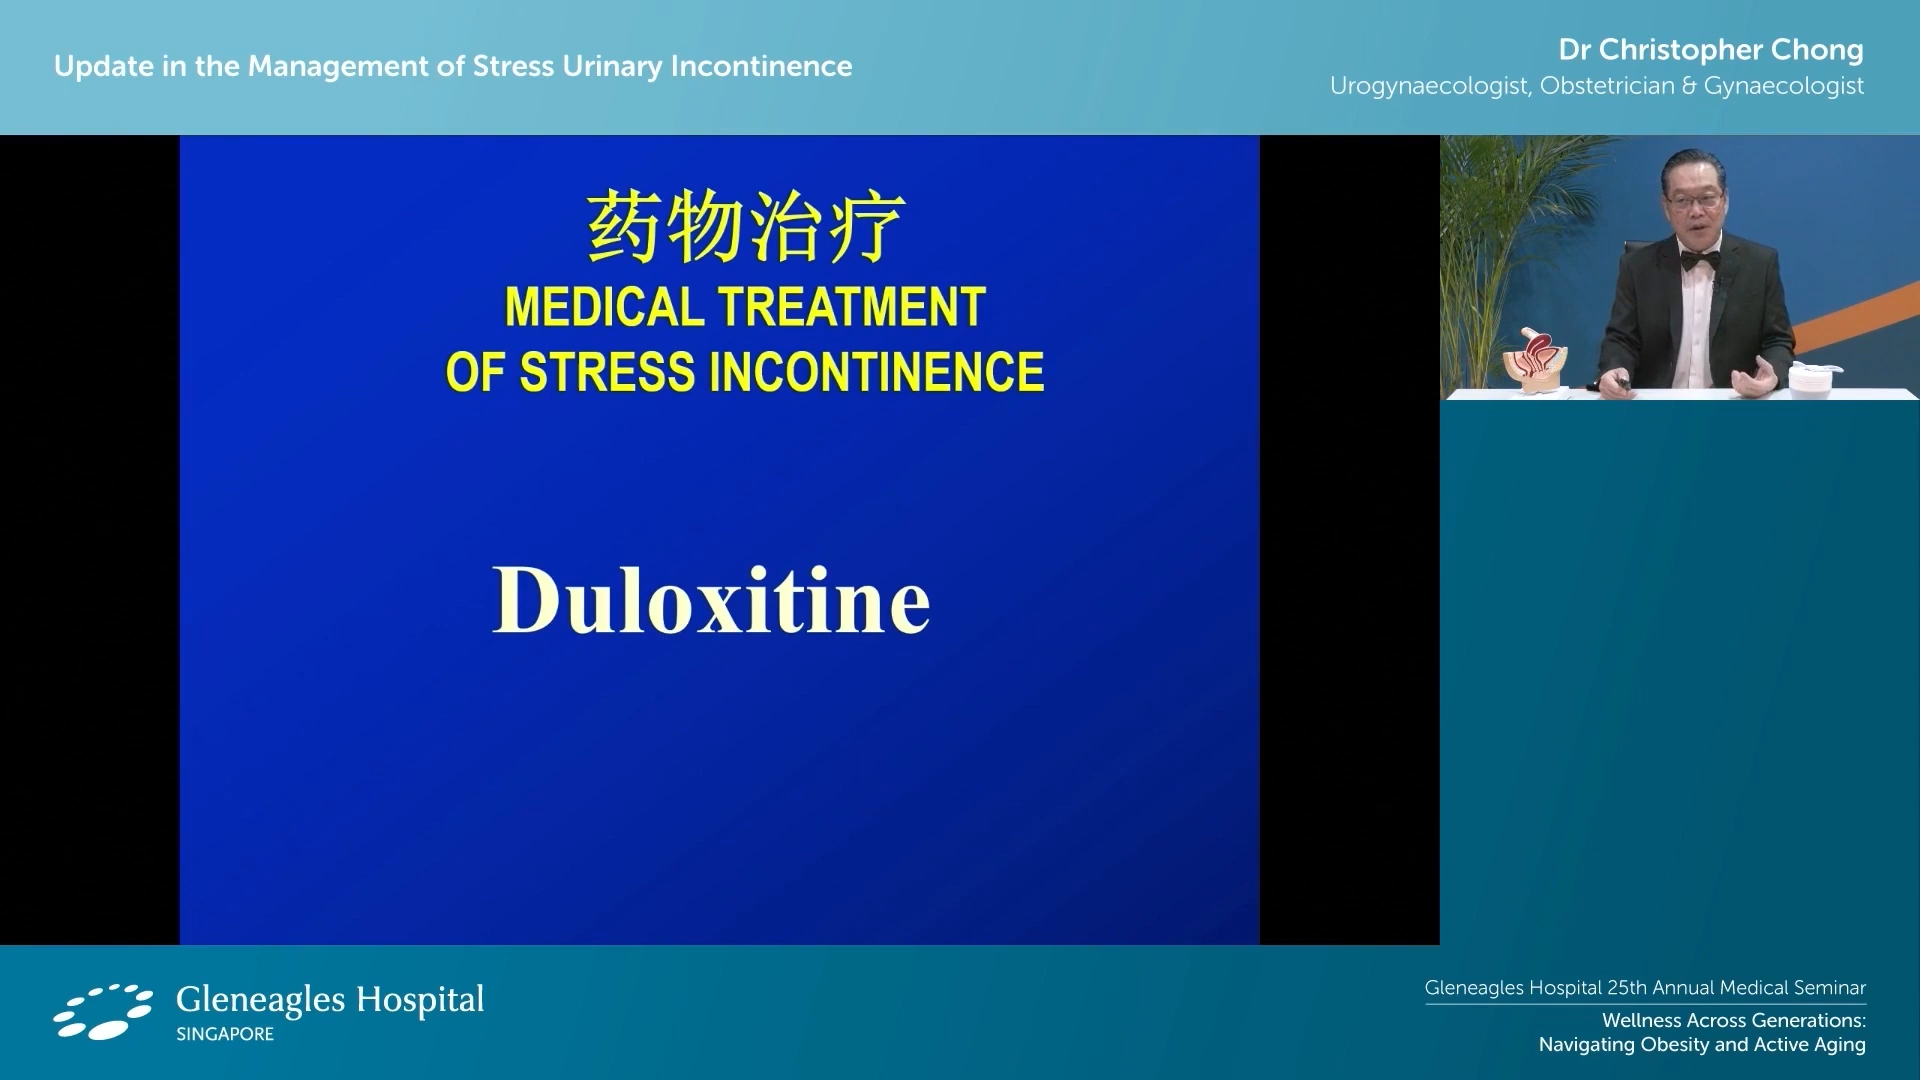 Update in the Management of Stress Urinary Incontinence
Dr Christopher Chong
Urogynaecologist, Obstetrician & Gynaecologist
药物治疗
MEDICAL TREATMENT
OF STRESS INCONTINENCE
Duloxitine
Gleneagles Hospital
SINGAPORE
Gleneagles Hospital 25th Annual Medical Seminar
Wellness Across Generations:
Navigating Obesity and Active Aging